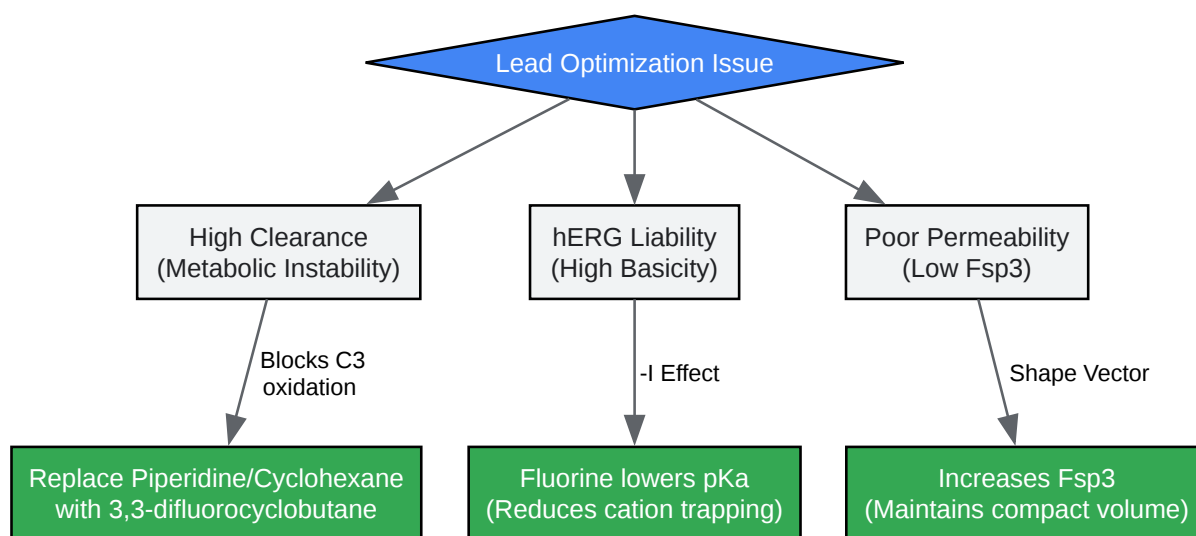 Lead Optimization Issue
High Clearance
(Metabolic Instability)
hERG Liability
(High Basicity)
Poor Permeability
(Low Fsp3)
Blocks C3
oxidation
-I Effect
Shape Vector
Replace Piperidine/Cyclohexane
with 3,3-difluorocyclobutane
Fluorine lowers pKa
(Reduces cation trapping)
Increases Fsp3
(Maintains compact volume)